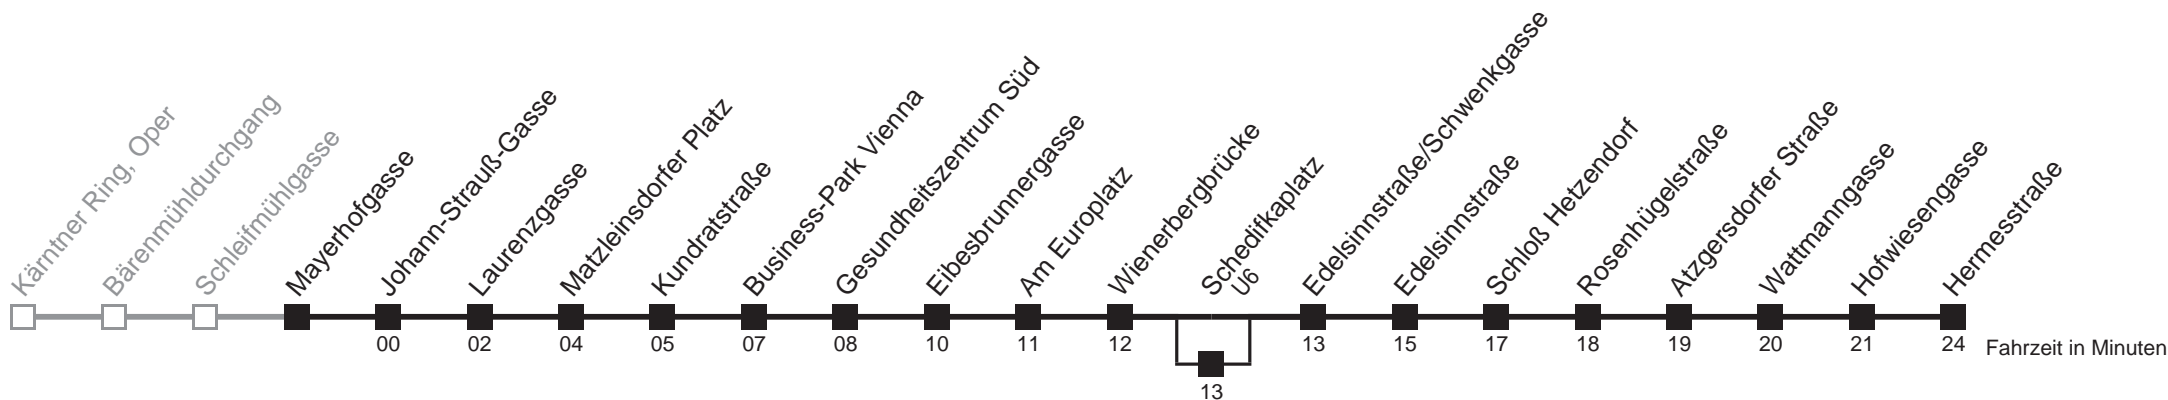 Kärntner Ring, Oper
Bärenmühldurchgang
Schleifmühlgasse
Mayerhofgasse
Johann-Strauß-Gasse
Laurenzgasse
Matzleinsdorfer Platz
Kundratstraße
Business-Park Vienna
Gesundheitszentrum Süd
Eibesbrunnergasse
Am Europlatz
Wienerbergbrücke
Schedifkaplatz
U6
Edelsinnstraße/Schwenkgasse
Edelsinnstraße
Schloß Hetzendorf
Rosenhügelstraße
Atzgersdorfer Straße
Wattmanngasse
Hofwiesengasse
Hermesstraße
00 02 04 05 07 08 10 11 12 13 15 17 18 19 20 21 24 Fahrzeit in Minuten
13